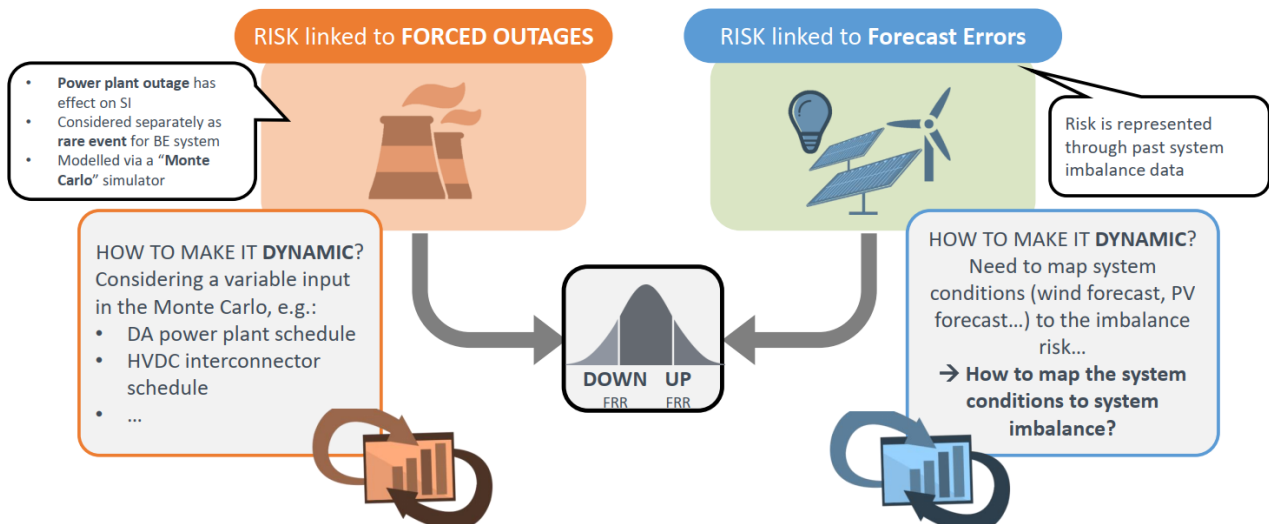 RISK linked to FORCED OUTAGES
RISK linked to Forecast Errors
• Power plant outage has
effect on SI
• Considered separately as
rare event for BE system
• Modelled via a “Monte
Carlo” simulator
Risk is represented
through past system
imbalance data
HOW TO MAKE IT DYNAMIC?
Considering a variable input
in the Monte Carlo, e.g.:
• DA power plant schedule
• HVDC interconnector
schedule
• ...
DOWN UP
FRR FRR
HOW TO MAKE IT DYNAMIC?
Need to map system
conditions (wind forecast, PV
forecast...) to the imbalance
risk...
→ How to map the system
conditions to system
imbalance?